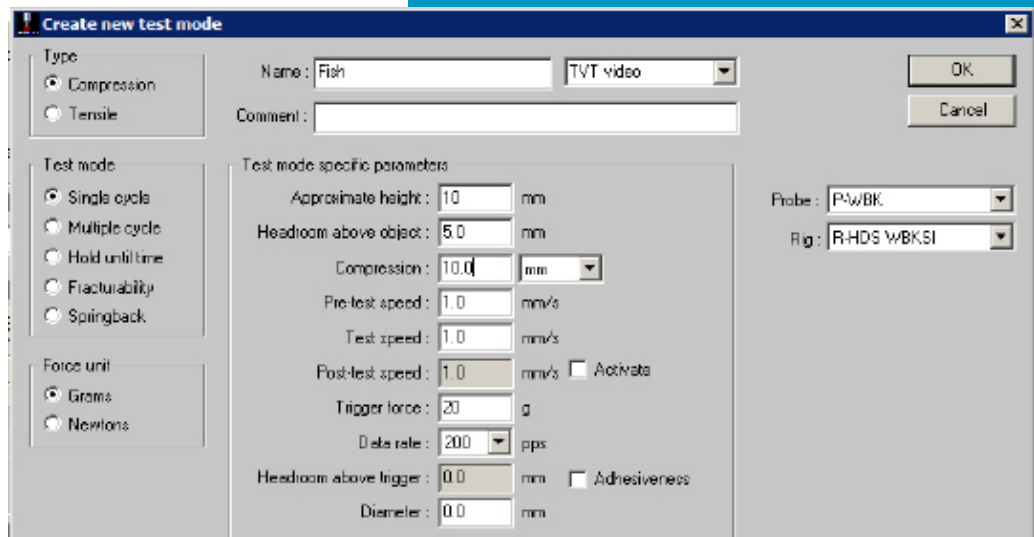 Create new test mode
Type
Compression
Tensile
Name : Fish
TVT video
Comment :
OK
Cancel
Test mode
Single cycle
Multiple cycle
Hold until time
Fracturability
Springback
Force unit
Grams
Newtons
Test mode specific parameters
Approximate height : 10 mm
Headroom above object : 5.0 mm
Compression : 10.0 mm
Pre-test speed : 1.0 mm/s
Test speed : 1.0 mm/s
Post-test speed : 1.0 mm/s Activate
Trigger force : 20 g
Data rate : 200 pps
Headroom above trigger : 0.0 mm Adhesiveness
Diameter : 0.0 mm
Probe : P-WBK
Rig : R-HDS WBKSI